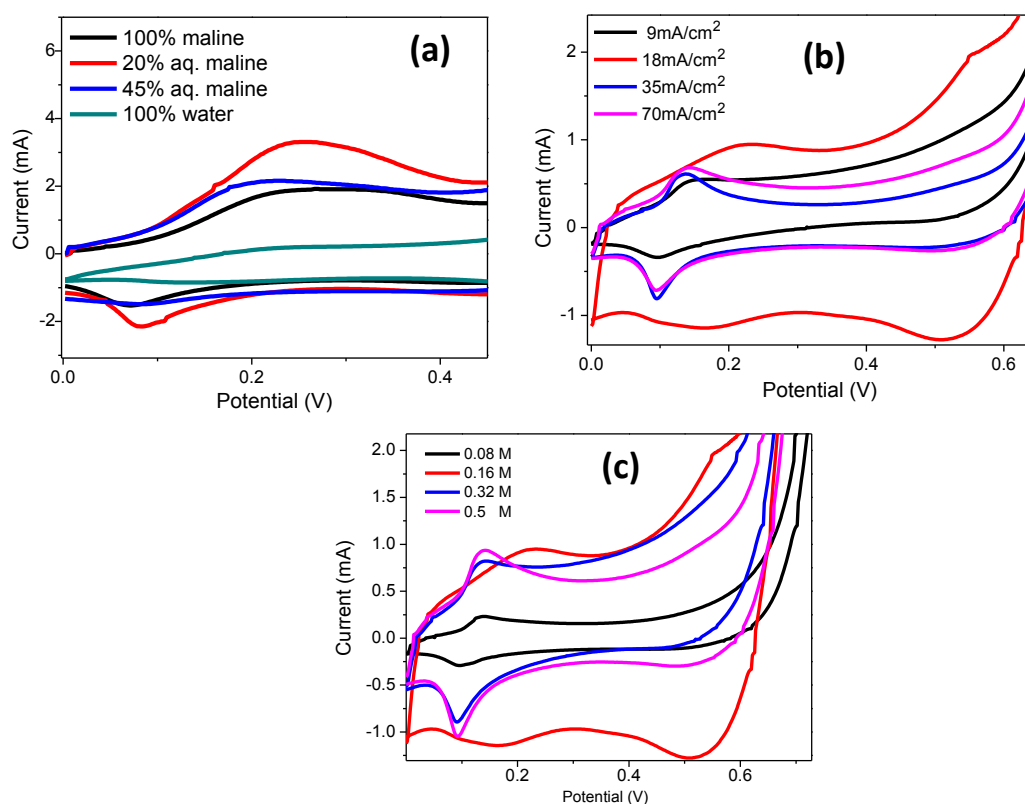 (a)
100% maline
20% aq. maline
45% aq. maline
100% water
Current (mA)
6
4
2
0
-2
0.0 0.2 0.4
Potential (V)
(b)
9mA/cm²
18mA/cm²
35mA/cm²
70mA/cm²
Current (mA)
2
1
0
-1
0.0 0.2 0.4 0.6
Potential (V)
(c)
0.08 M
0.16 M
0.32 M
0.5 M
Current (mA)
2.0
1.5
1.0
0.5
0.0
-0.5
-1.0
0.2 0.4 0.6
Potential (V)